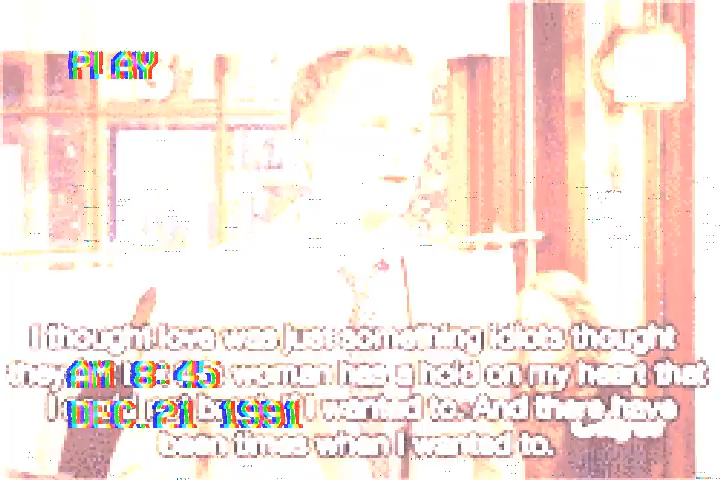 PLAY
I thought love was just something idiots thought
they AM 8:45 woman has a hold on my heart that
I DEC. 21 1991 I wanted to. And there have
been times when I wanted to.